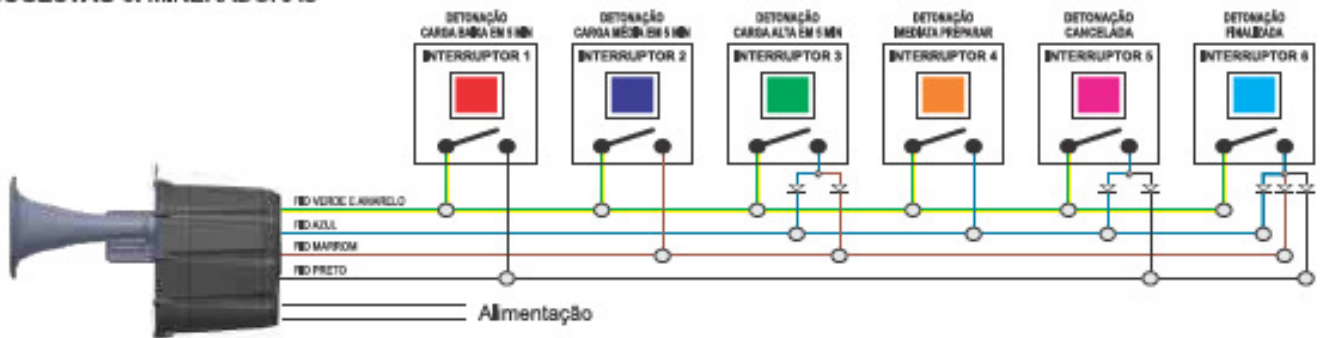 DETONAÇÃO
CARGA BAIXA EM 5 MIN
INTERRUPTOR 1
DETONAÇÃO
CARGA MÉDIA EM 5 MIN
INTERRUPTOR 2
DETONAÇÃO
CARGA ALTA EM 5 MIN
INTERRUPTOR 3
DETONAÇÃO
IMEDIATA PREPARAR
INTERRUPTOR 4
DETONAÇÃO
CANCELADA
INTERRUPTOR 5
DETONAÇÃO
FINALIZADA
INTERRUPTOR 6
FIO VERDE E AMARELO
FIO AZUL
FIO MARROM
FIO PRETO
Alimentação